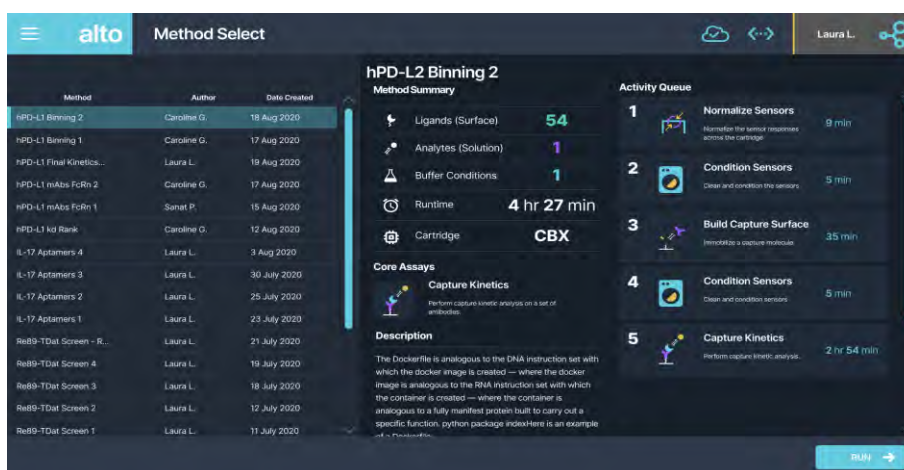 alto
Method Select
Laura L.
Method Author Date Created
hPD-L1 Binning 2 Caroline G. 18 Aug 2020
hPD-L1 Binning 1 Caroline G. 17 Aug 2020
hPD-L1 Final Kinetics... Laura L. 19 Aug 2020
hPD-L1 mAbs FcRn 2 Caroline G. 17 Aug 2020
hPD-L1 mAbs FcRn 1 Sanat P. 15 Aug 2020
hPD-L1 kd Rank Caroline G. 12 Aug 2020
IL-17 Aptamers 4 Laura L. 3 Aug 2020
IL-17 Aptamers 3 Laura L. 30 July 2020
IL-17 Aptamers 2 Laura L. 25 July 2020
IL-17 Aptamers 1 Laura L. 23 July 2020
Re89-TDat Screen - R... Laura L. 21 July 2020
Re89-TDat Screen 4 Laura L. 19 July 2020
Re89-TDat Screen 3 Laura L. 18 July 2020
Re89-TDat Screen 2 Laura L. 12 July 2020
Re89-TDat Screen 1 Laura L. 11 July 2020
hPD-L2 Binning 2
Method Summary
Ligands (Surface) 54
Analytes (Solution) 1
Buffer Conditions 1
Runtime 4 hr 27 min
Cartridge CBX
Core Assays
Capture Kinetics
Perform capture kinetic analysis on a set of
antibodies.
Description
The Dockerfile is analogous to the DNA instruction set with
which the docker image is created — where the docker
image is analogous to the RNA instruction set with which
the container is created — where the container is
analogous to a fully manifest protein built to carry out a
specific function. python package indexHere is an example
of a Dockerfile
Activity Queue
1 Normalize Sensors 9 min
Normalize the sensor responses
across the cartridge
2 Condition Sensors 5 min
Clean and condition the sensors
3 Build Capture Surface 35 min
Immobilize a capture molecule
4 Condition Sensors 5 min
Clean and condition sensors
5 Capture Kinetics 2 hr 54 min
Perform capture kinetic analysis.
RUN